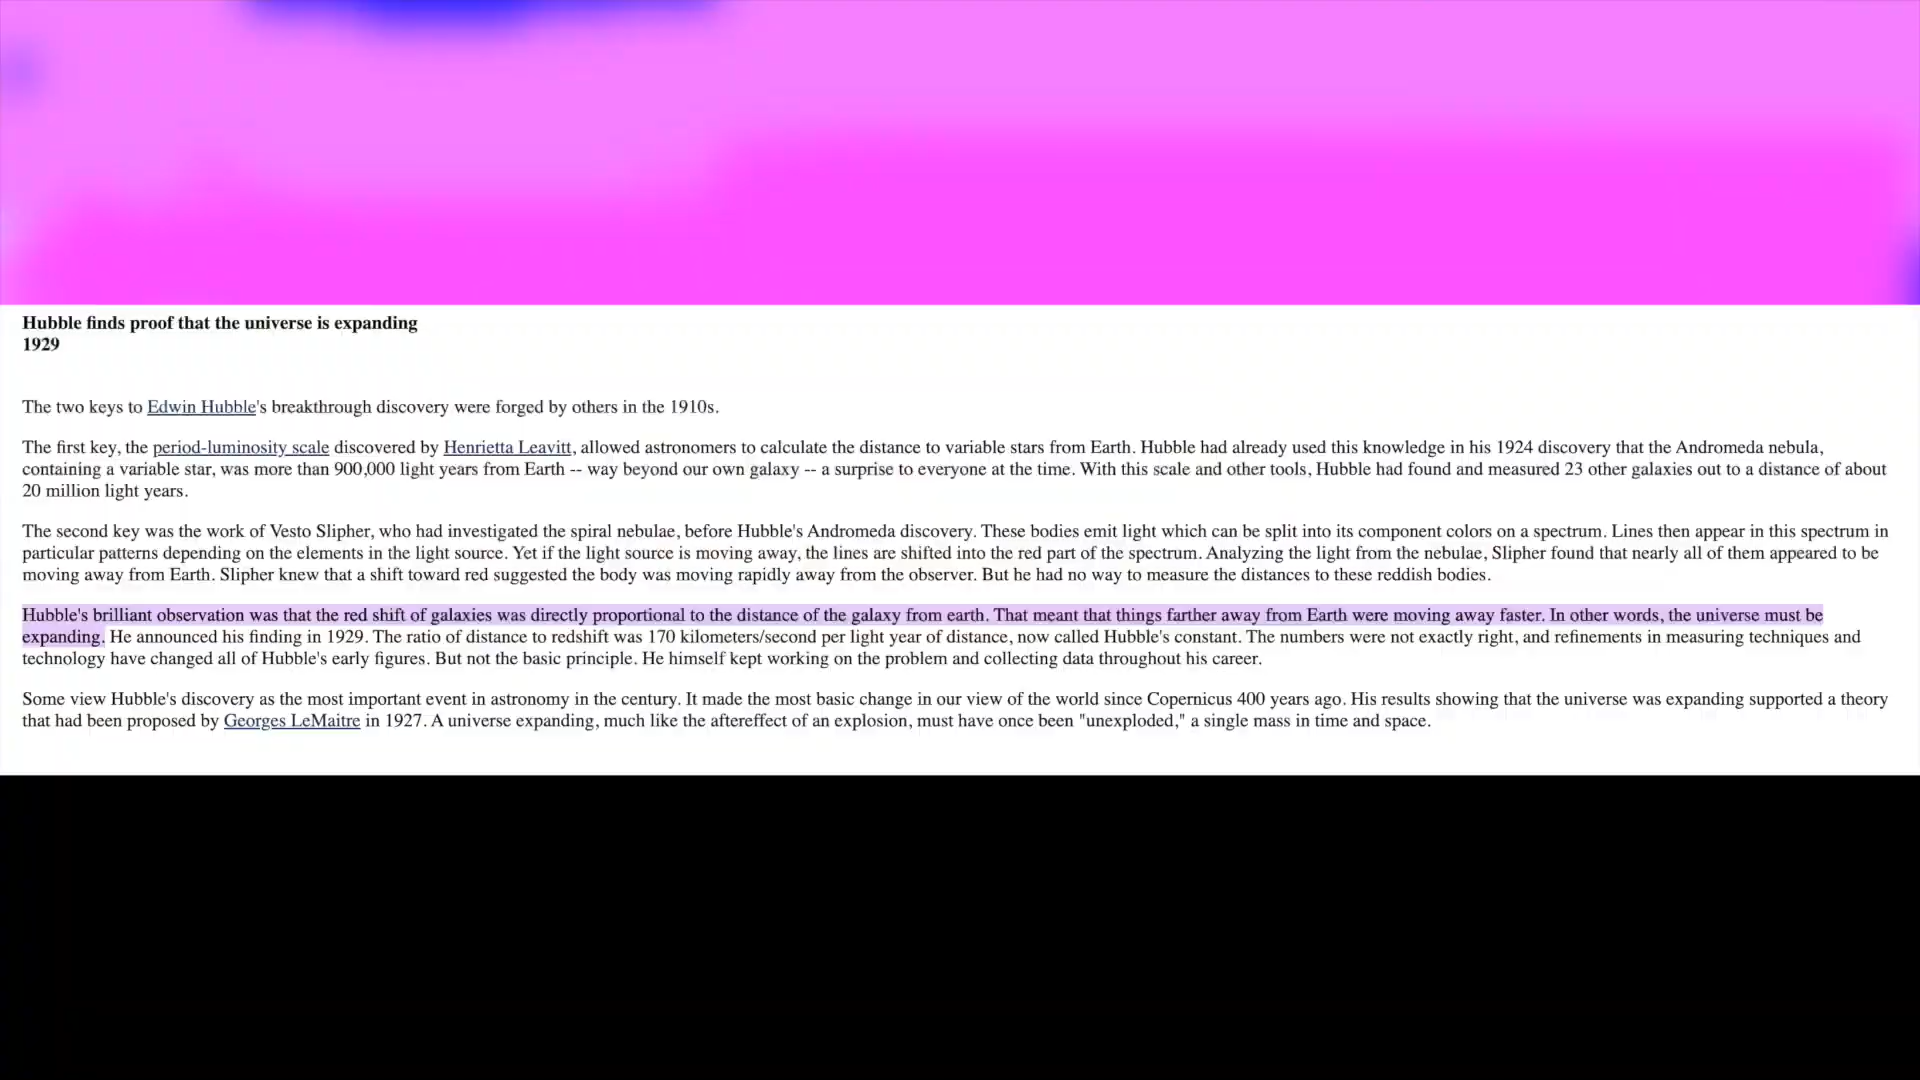 Hubble finds proof that the universe is expanding
1929
The two keys to Edwin Hubble's breakthrough discovery were forged by others in the 1910s.
The first key, the period-luminosity scale discovered by Henrietta Leavitt, allowed astronomers to calculate the distance to variable stars from Earth. Hubble had already used this knowledge in his 1924 discovery that the Andromeda nebula,
containing a variable star, was more than 900,000 light years from Earth -- way beyond our own galaxy -- a surprise to everyone at the time. With this scale and other tools, Hubble had found and measured 23 other galaxies out to a distance of about
20 million light years.
The second key was the work of Vesto Slipher, who had investigated the spiral nebulae, before Hubble's Andromeda discovery. These bodies emit light which can be split into its component colors on a spectrum. Lines then appear in this spectrum in
particular patterns depending on the elements in the light source. Yet if the light source is moving away, the lines are shifted into the red part of the spectrum. Analyzing the light from the nebulae, Slipher found that nearly all of them appeared to be
moving away from Earth. Slipher knew that a shift toward red suggested the body was moving rapidly away from the observer. But he had no way to measure the distances to these reddish bodies.
Hubble's brilliant observation was that the red shift of galaxies was directly proportional to the distance of the galaxy from earth. That meant that things farther away from Earth were moving away faster. In other words, the universe must be
expanding. He announced his finding in 1929. The ratio of distance to redshift was 170 kilometers/second per light year of distance, now called Hubble's constant. The numbers were not exactly right, and refinements in measuring techniques and
technology have changed all of Hubble's early figures. But not the basic principle. He himself kept working on the problem and collecting data throughout his career.
Some view Hubble's discovery as the most important event in astronomy in the century. It made the most basic change in our view of the world since Copernicus 400 years ago. His results showing that the universe was expanding supported a theory
that had been proposed by Georges LeMaitre in 1927. A universe expanding, much like the aftereffect of an explosion, must have once been "unexploded," a single mass in time and space.